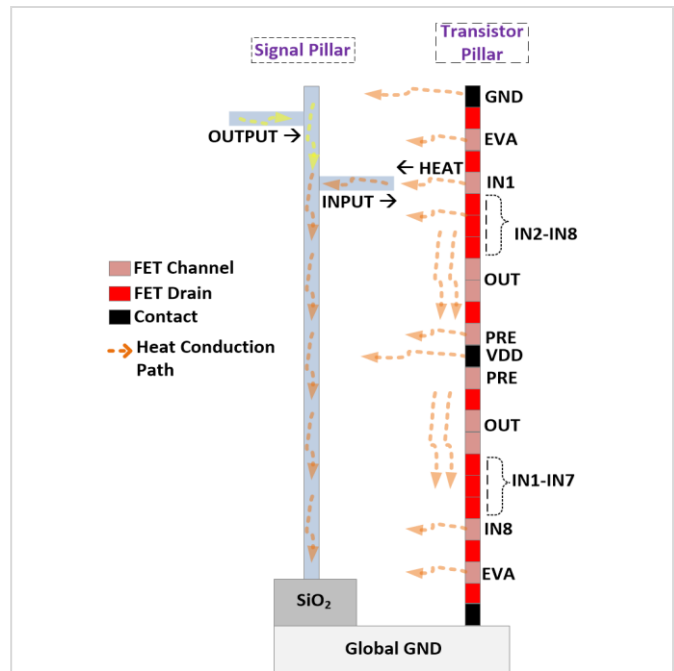 Signal Pillar
Transistor
Pillar
GND
OUTPUT →
EVA
← HEAT
IN1
INPUT →
IN2-IN8
FET Channel
FET Drain
Contact
Heat Conduction
Path
OUT
PRE
VDD
PRE
OUT
IN1-IN7
IN8
EVA
SiO₂
Global GND